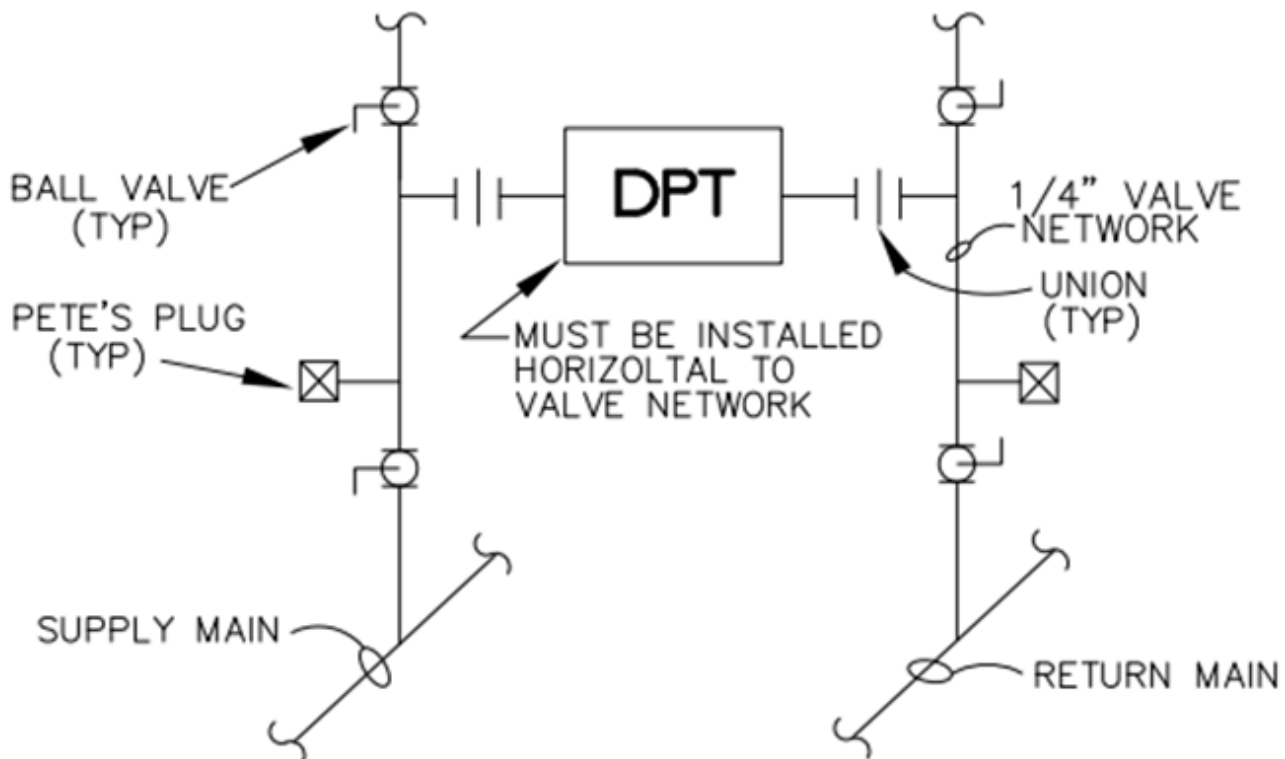 BALL VALVE
(TYP)
DPT
1/4" VALVE
NETWORK
UNION
(TYP)
PETE'S PLUG
(TYP)
MUST BE INSTALLED
HORIZOLTAL TO
VALVE NETWORK
SUPPLY MAIN
RETURN MAIN